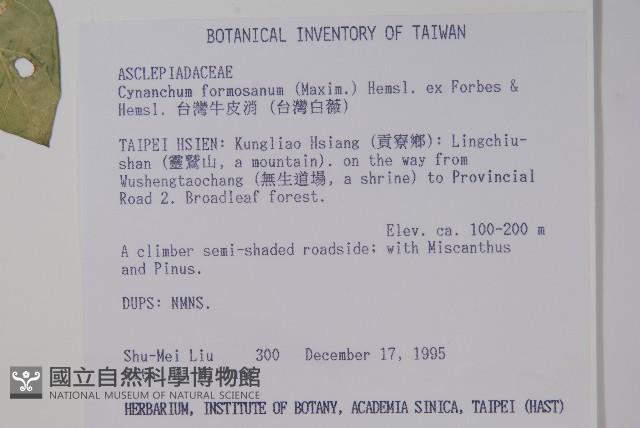 BOTANICAL INVENTORY OF TAIWAN
ASCLEPIADACEAE
Cynanchum formosanum (Maxim.) Hemsl. ex Forbes &
Hemsl. 台灣牛皮消 (台灣白薇)
TAIPEI HSIEN: Kungliao Hsiang (貢寮鄉): Lingchiu-
shan (靈鷲山, a mountain). on the way from
Wushengtaochang (無生道場, a shrine) to Provincial
Road 2. Broadleaf forest.
Elev. ca. 100-200 m
A climber semi-shaded roadside; with Miscanthus
and Pinus.
DUPS: NMNS.
Shu-Mei Liu 300 December 17, 1995
國立自然科學博物館
NATIONAL MUSEUM OF NATURAL SCIENCE
HERBARIUM, INSTITUTE OF BOTANY, ACADEMIA SINICA, TAIPEI (HAST)